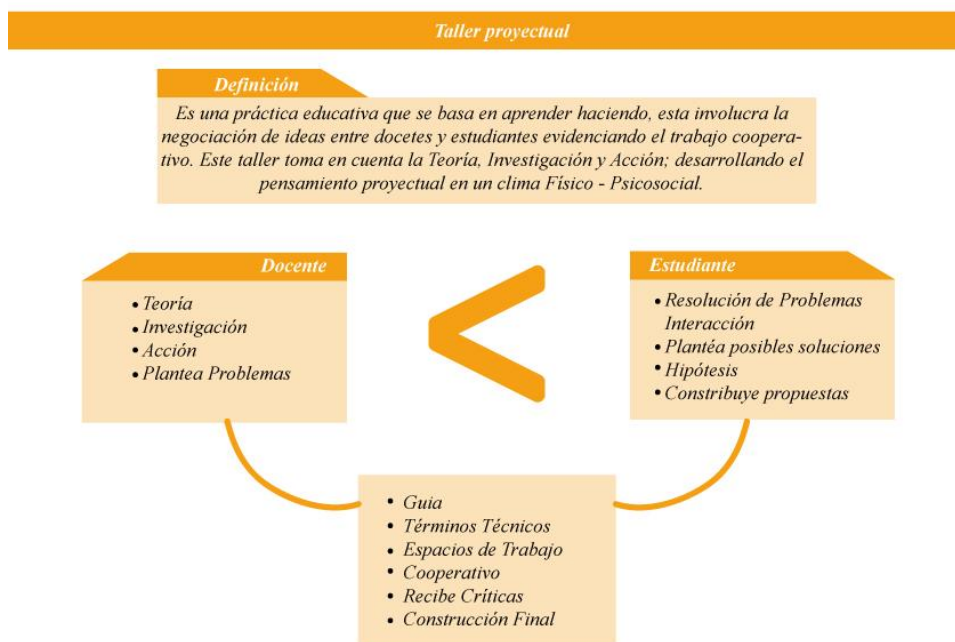 Taller proyectual
Definición
Es una práctica educativa que se basa en aprender haciendo, esta involucra la
negociación de ideas entre docetes y estudiantes evidenciando el trabajo coopera-
tivo. Este taller toma en cuenta la Teoría, Investigación y Acción; desarrollando el
pensamiento proyectual en un clima Físico - Psicosocial.
Docente
• Teoría
• Investigación
• Acción
• Plantea Problemas
<
Estudiante
• Resolución de Problemas
Interacción
• Plantéa posibles soluciones
• Hipótesis
• Constribuye propuestas
• Guia
• Términos Técnicos
• Espacios de Trabajo
• Cooperativo
• Recibe Críticas
• Construcción Final